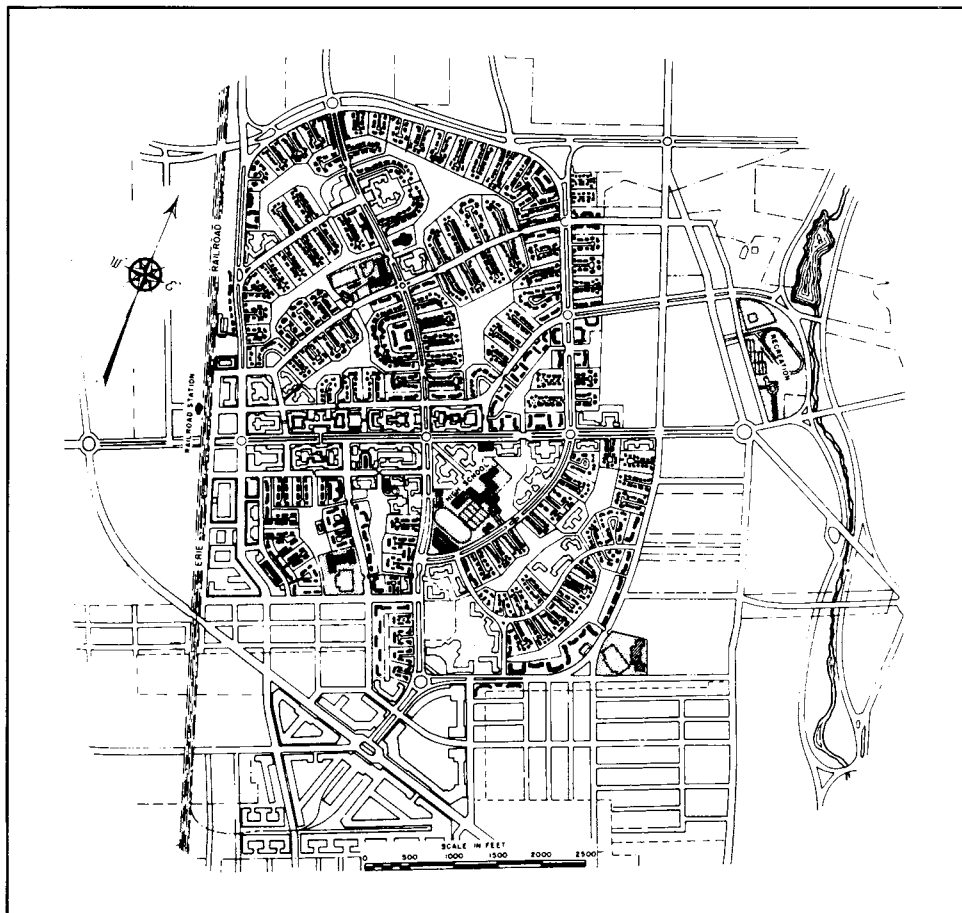 RAILROAD
RAILROAD STATION
ERIE
HIGH SCHOOL
RECREATION
SCALE IN FEET
0 500 1000 1500 2000 2500